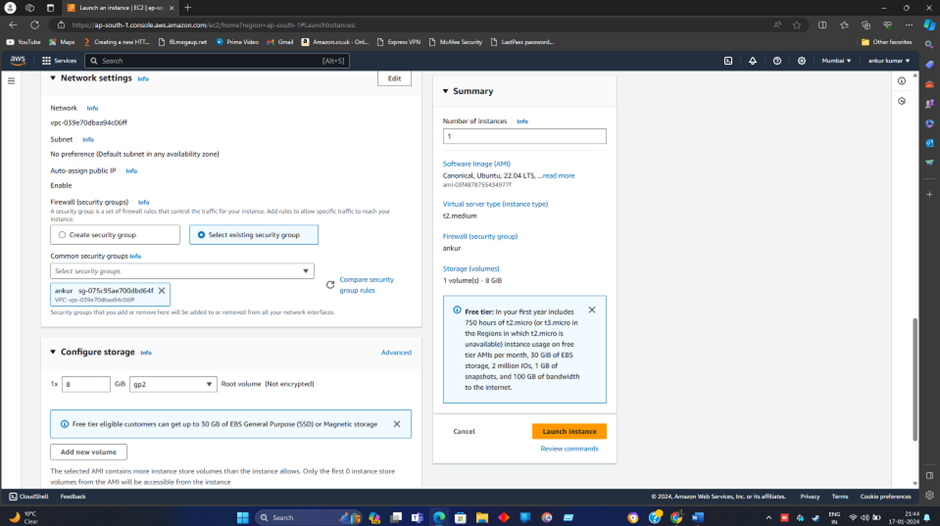 Launch an instance | EC2 | ap-sou
https://ap-south-1.console.aws.amazon.com/ec2/home?region=ap-south-1#LaunchInstances:
YouTube
Maps
Creating a new HTT...
Prime Video
Gmail
Amazon.co.uk - Onl...
Express VPN
McAfee Security
LastPass password...
Other favorites
aws
Services
Search
[Alt+S]
Mumbai
ankur kumar
Network settings Info
Edit
Network Info
vpc-039e70dbaa94c06ff
Subnet Info
No preference (Default subnet in any availability zone)
Auto-assign public IP Info
Enable
Firewall (security groups) Info
A security group is a set of firewall rules that control the traffic for your instance. Add rules to allow specific traffic to reach your
instance.
Create security group
Select existing security group
Common security groups Info
Select security groups
ankur sg-075c95ae700dbd64f
VPC: vpc-039e70dbaa94c06ff
Compare security
group rules
Security groups that you add or remove here will be added to or removed from all your network interfaces.
Configure storage Info
Advanced
1x
8
GiB
gp2
Root volume (Not encrypted)
Free tier eligible customers can get up to 30 GB of EBS General Purpose (SSD) or Magnetic storage
Add new volume
The selected AMI contains more instance store volumes than the instance allows. Only the first 0 instance store
volumes from the AMI will be accessible from the instance
Summary
Number of instances Info
1
Software Image (AMI)
Canonical, Ubuntu, 22.04 LTS, ...read more
ami-03f4878755434977f
Virtual server type (instance type)
t2.medium
Firewall (security group)
ankur
Storage (volumes)
1 volume(s) - 8 GiB
Free tier: In your first year includes
750 hours of t2.micro (or t3.micro in
the Regions in which t2.micro is
unavailable) instance usage on free
tier AMIs per month, 30 GiB of EBS
storage, 2 million IOs, 1 GB of
snapshots, and 100 GB of bandwidth
to the internet.
Cancel
Launch instance
Review commands
CloudShell
Feedback
© 2024, Amazon Web Services, Inc. or its affiliates.
Privacy
Terms
Cookie preferences
10°C
Clear
Search
ENG
IN
21:44
17-01-2024